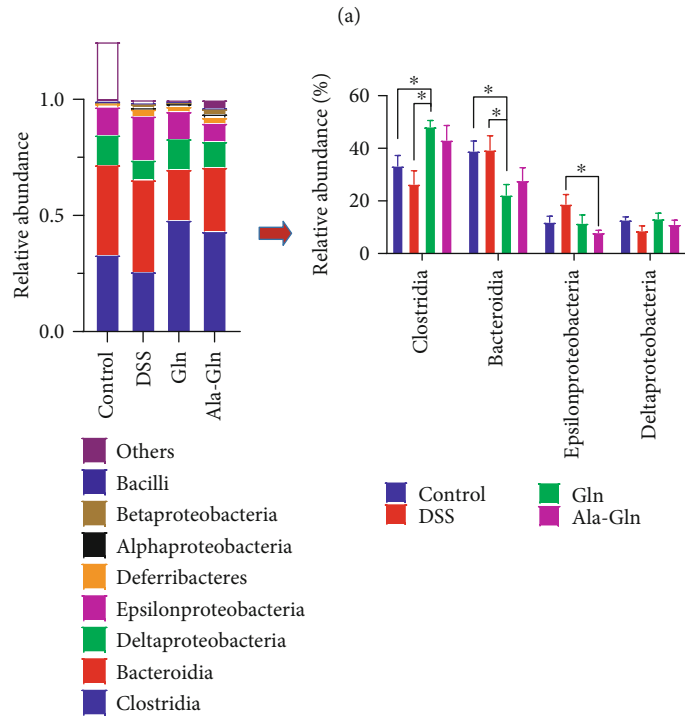 (a)
Relative abundance
1.0
0.5
0.0
Control
DSS
Gln
Ala-Gln
Others
Bacilli
Betaproteobacteria
Alphaproteobacteria
Deferribacteres
Epsilonproteobacteria
Deltaproteobacteria
Bacteroidia
Clostridia
Relative abundance (%)
60
40
20
0
*
*
*
*
*
Clostridia
Bacteroidia
Epsilonproteobacteria
Deltaproteobacteria
Control
DSS
Gln
Ala-Gln